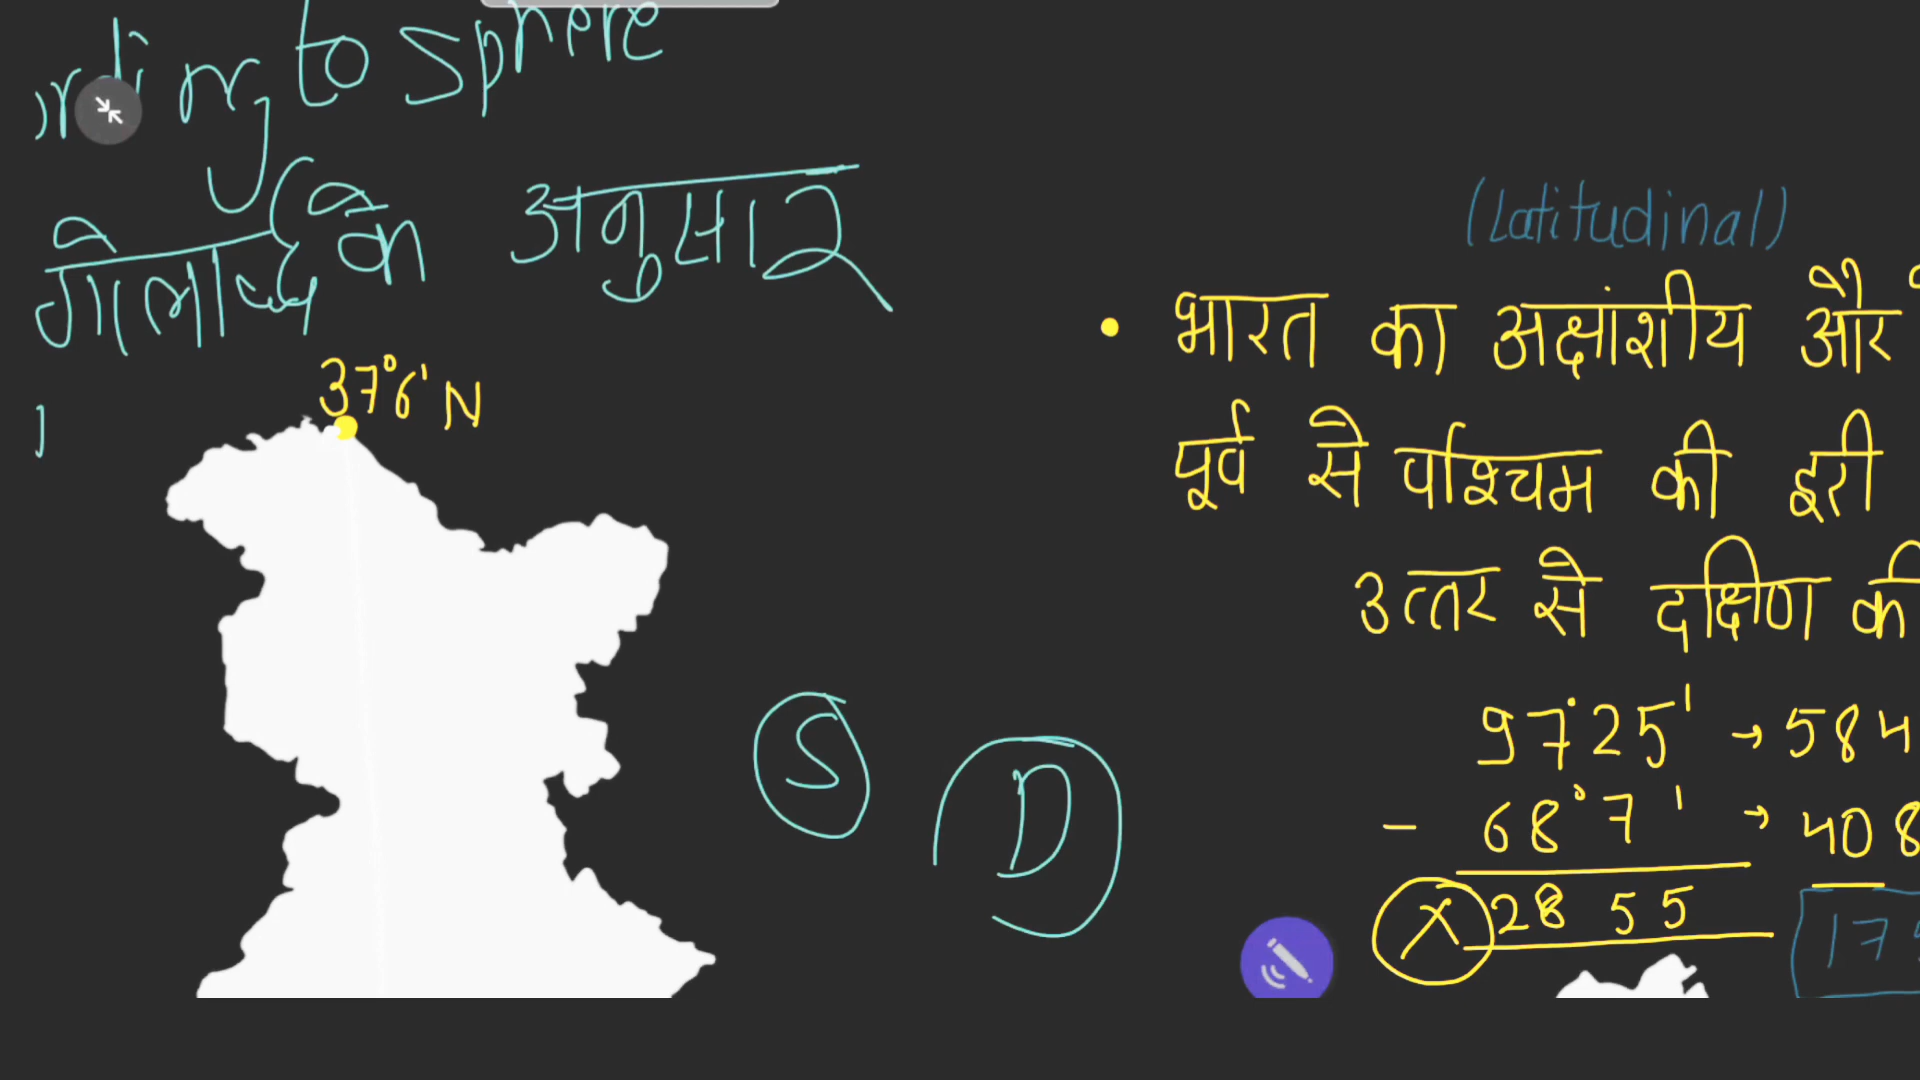 to sphere
गोलार्द्ध के अनुसार
37°6' N
S
D
(Latitudinal)
• भारत का अक्षांशीय और
पूर्व से पश्चिम की दूरी
उत्तर से दक्षिण की
97°25' → 584
- 68°7' → 408
X 28 55
17